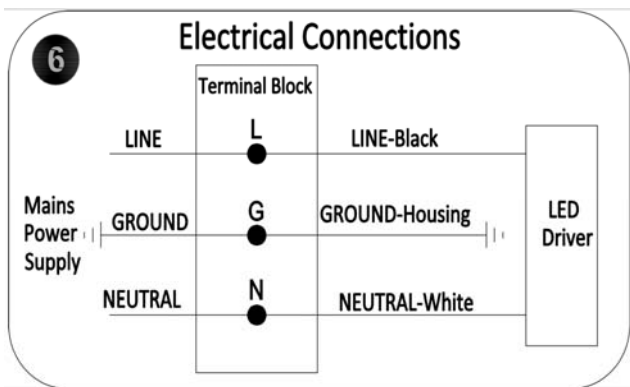 6
Electrical Connections
Terminal Block
L
LINE
LINE-Black
Mains
Power
Supply
GROUND
G
GROUND-Housing
LED
Driver
NEUTRAL
N
NEUTRAL-White